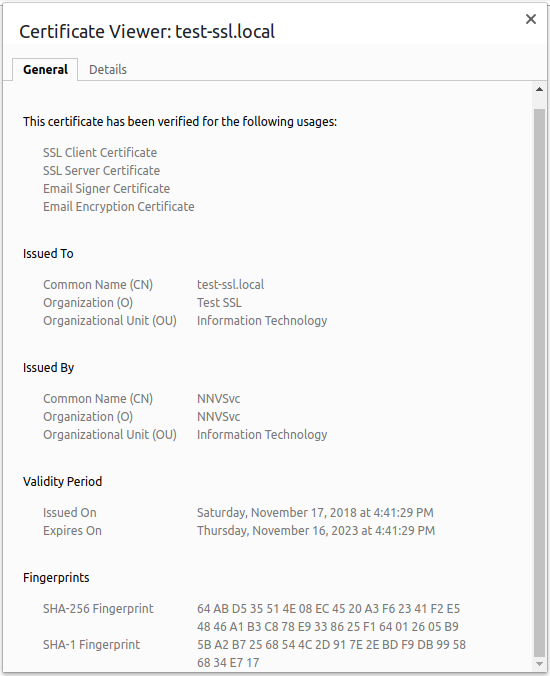 Certificate Viewer: test-ssl.local
General Details
This certificate has been verified for the following usages:
SSL Client Certificate
SSL Server Certificate
Email Signer Certificate
Email Encryption Certificate
Issued To
Common Name (CN) test-ssl.local
Organization (O) Test SSL
Organizational Unit (OU) Information Technology
Issued By
Common Name (CN) NNVSvc
Organization (O) NNVSvc
Organizational Unit (OU) Information Technology
Validity Period
Issued On Saturday, November 17, 2018 at 4:41:29 PM
Expires On Thursday, November 16, 2023 at 4:41:29 PM
Fingerprints
SHA-256 Fingerprint 64 AB D5 35 51 4E 08 EC 45 20 A3 F6 23 41 F2 E5
48 46 A1 B3 C8 78 E9 33 86 25 F1 64 01 26 05 B9
SHA-1 Fingerprint 5B A2 B7 25 68 54 4C 2D 91 7E 2E BD F9 DB 99 58
68 34 E7 17